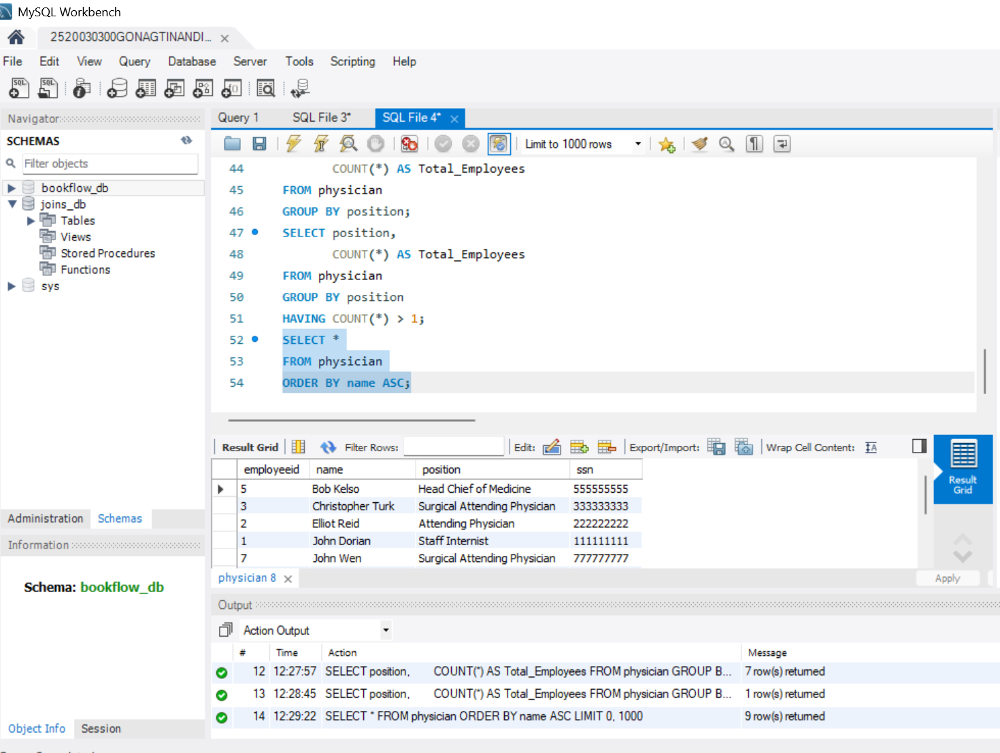 MySQL Workbench
2520030300GONAGTINANDI...
File Edit View Query Database Server Tools Scripting Help
Navigator
SCHEMAS
Filter objects
bookflow_db
joins_db
Tables
Views
Stored Procedures
Functions
sys
Administration Schemas
Information
Schema: bookflow_db
Object Info Session
Query 1 SQL File 3* SQL File 4*
Limit to 1000 rows
44 COUNT(*) AS Total_Employees
45 FROM physician
46 GROUP BY position;
47 SELECT position,
48 COUNT(*) AS Total_Employees
49 FROM physician
50 GROUP BY position
51 HAVING COUNT(*) > 1;
52 SELECT *
53 FROM physician
54 ORDER BY name ASC;
Result Grid Filter Rows: Edit: Export/Import: Wrap Cell Content:
employeeid name position ssn
5 Bob Kelso Head Chief of Medicine 555555555
3 Christopher Turk Surgical Attending Physician 333333333
2 Elliot Reid Attending Physician 222222222
1 John Dorian Staff Internist 111111111
7 John Wen Surgical Attending Physician 777777777
Result
Grid
physician 8
Apply
Output
Action Output
# Time Action Message
12 12:27:57 SELECT position, COUNT(*) AS Total_Employees FROM physician GROUP B... 7 row(s) returned
13 12:28:45 SELECT position, COUNT(*) AS Total_Employees FROM physician GROUP B... 1 row(s) returned
14 12:29:22 SELECT * FROM physician ORDER BY name ASC LIMIT 0, 1000 9 row(s) returned